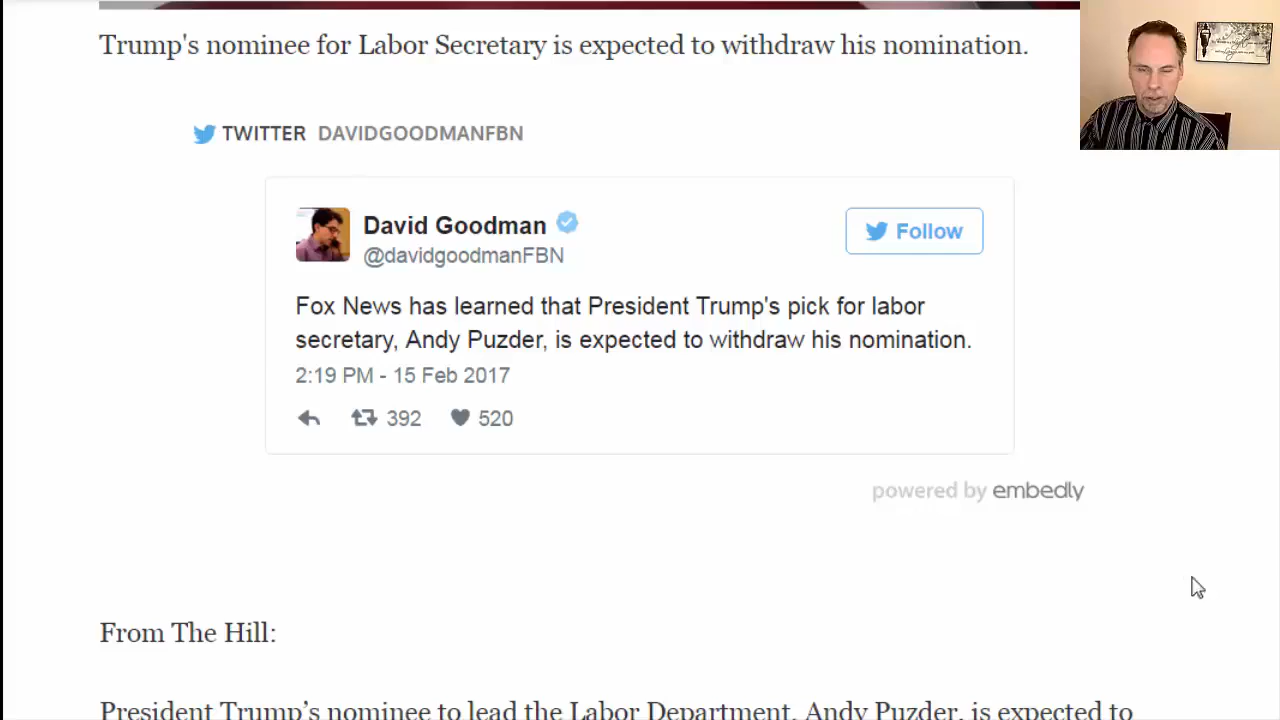 Trump's nominee for Labor Secretary is expected to withdraw his nomination.
TWITTER DAVIDGOODMANFBN
David Goodman
@davidgoodmanFBN
Follow
Fox News has learned that President Trump's pick for labor
secretary, Andy Puzder, is expected to withdraw his nomination.
2:19 PM - 15 Feb 2017
392 520
powered by embedly
From The Hill:
President Trump’s nominee to lead the Labor Department, Andy Puzder, is expected to